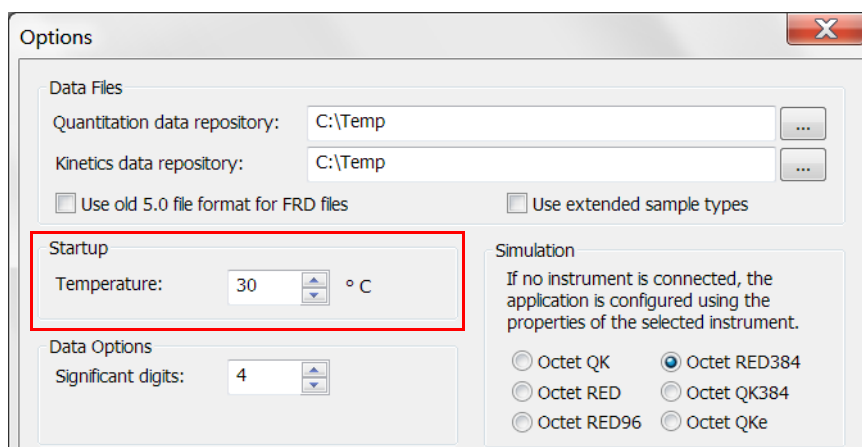 Options
Data Files
Quantitation data repository: C:\Temp ...
Kinetics data repository: C:\Temp ...
Use old 5.0 file format for FRD files Use extended sample types
Startup
Temperature: 30 ° C
Data Options
Significant digits: 4
Simulation
If no instrument is connected, the
application is configured using the
properties of the selected instrument.
Octet QK Octet RED384
Octet RED Octet QK384
Octet RED96 Octet QKe